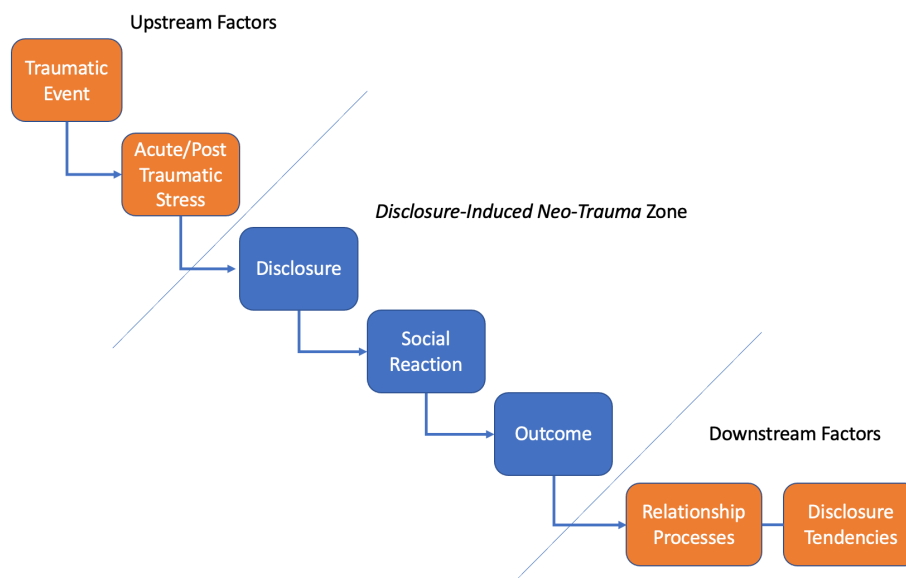 Upstream Factors
Traumatic
Event
Acute/Post
Traumatic
Stress
Disclosure-Induced Neo-Trauma Zone
Disclosure
Social
Reaction
Outcome
Downstream Factors
Relationship
Processes
Disclosure
Tendencies